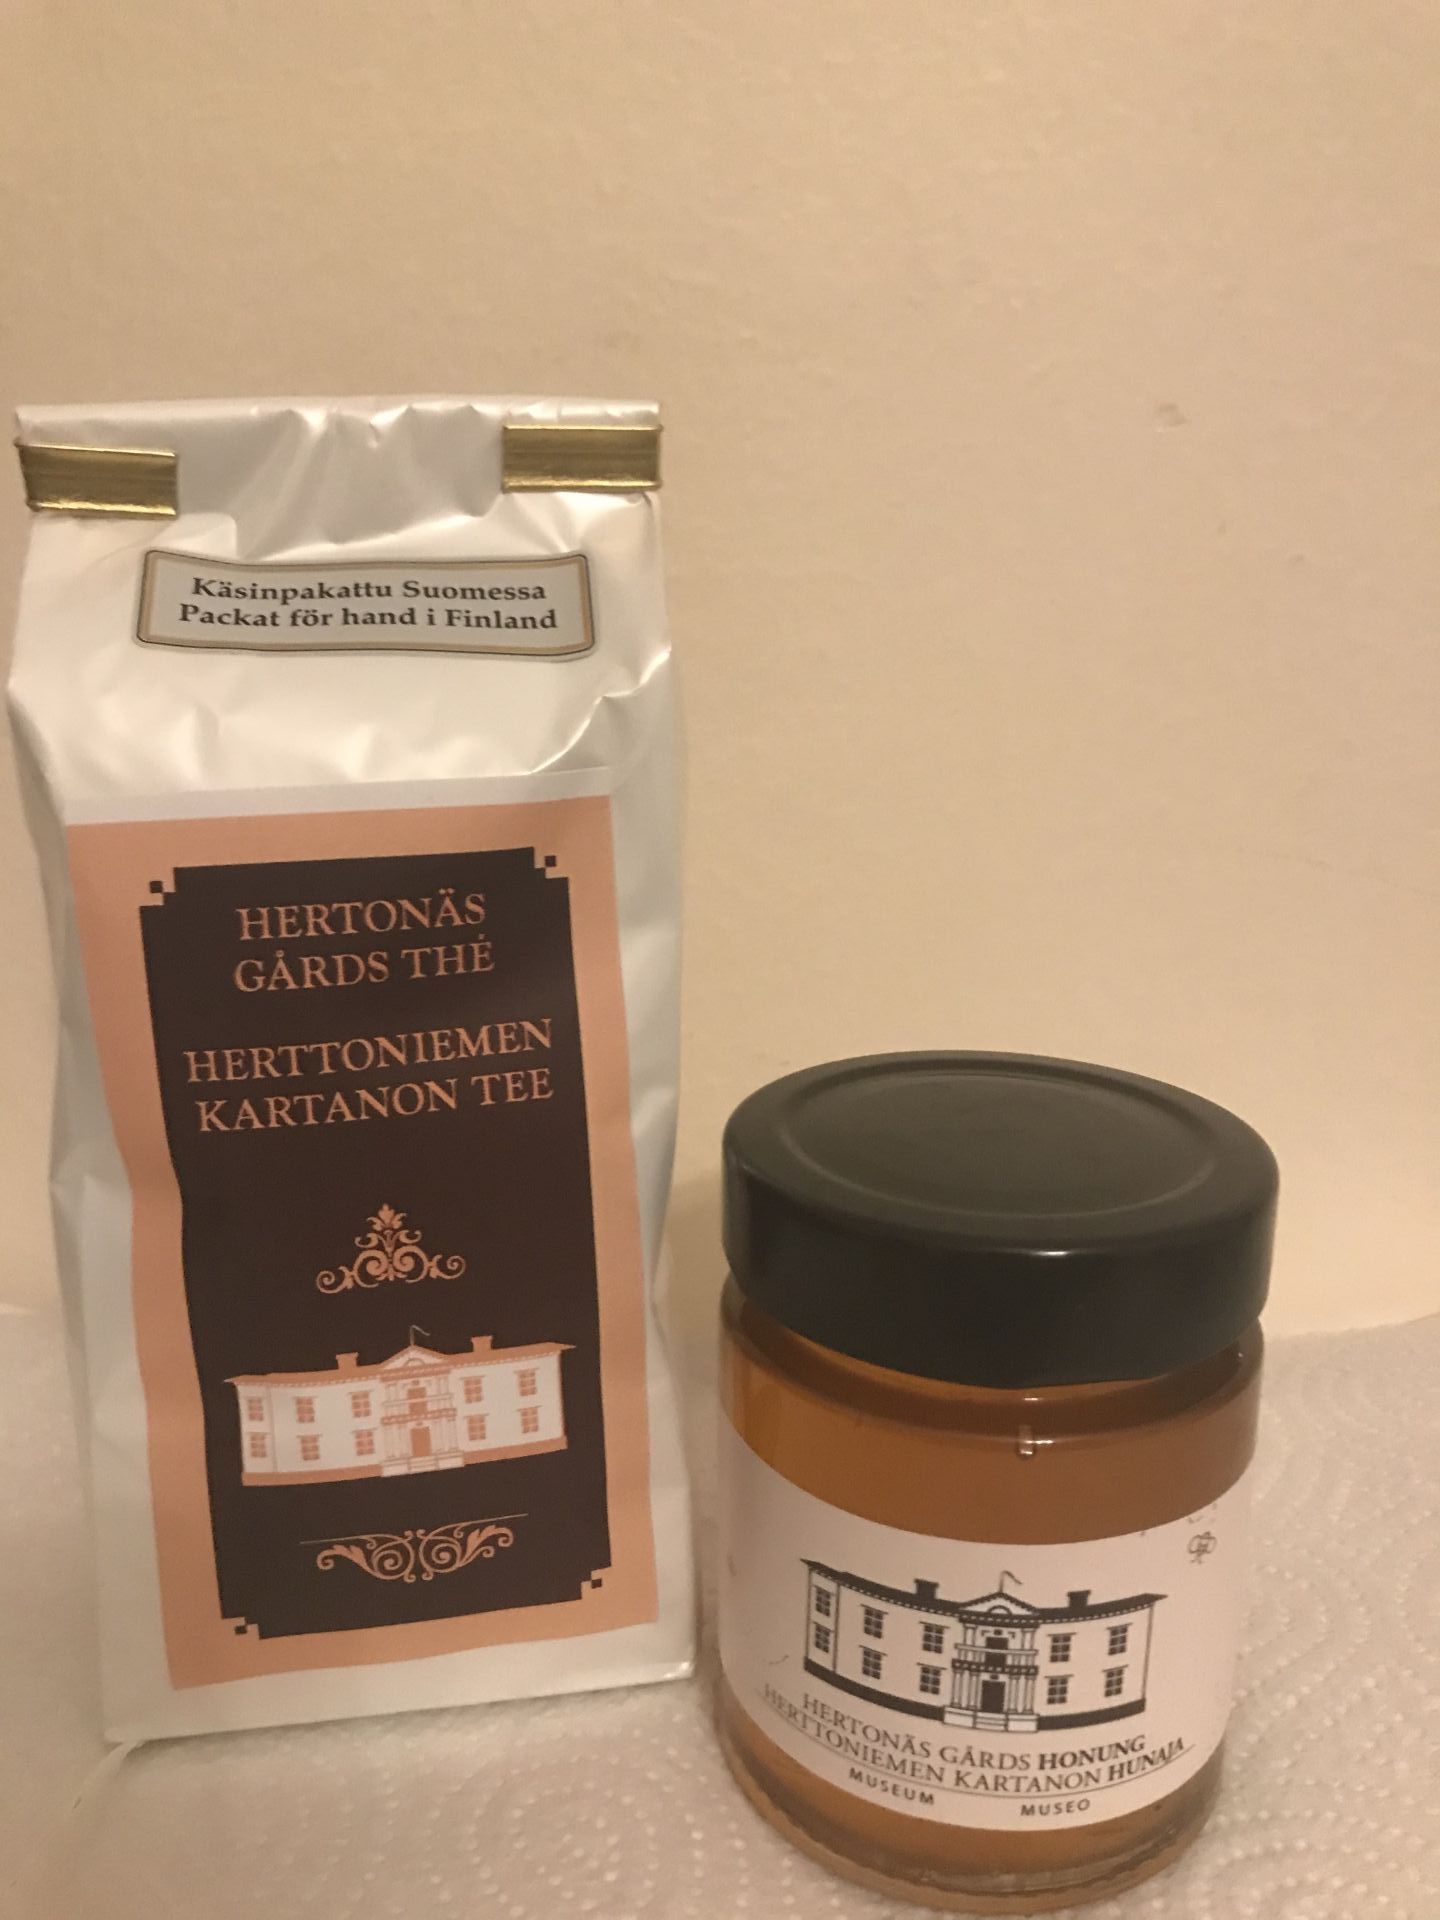 Käsinpakattu Suomessa
Packat för hand i Finland
HERTONÄS
GÅRDS THÉ
HERTTONIEMEN
KARTANON TEE
HERTONÄS GÅRDS HONUNG
HERTTONIEMEN KARTANON HUNAJA
MUSEUM MUSEO